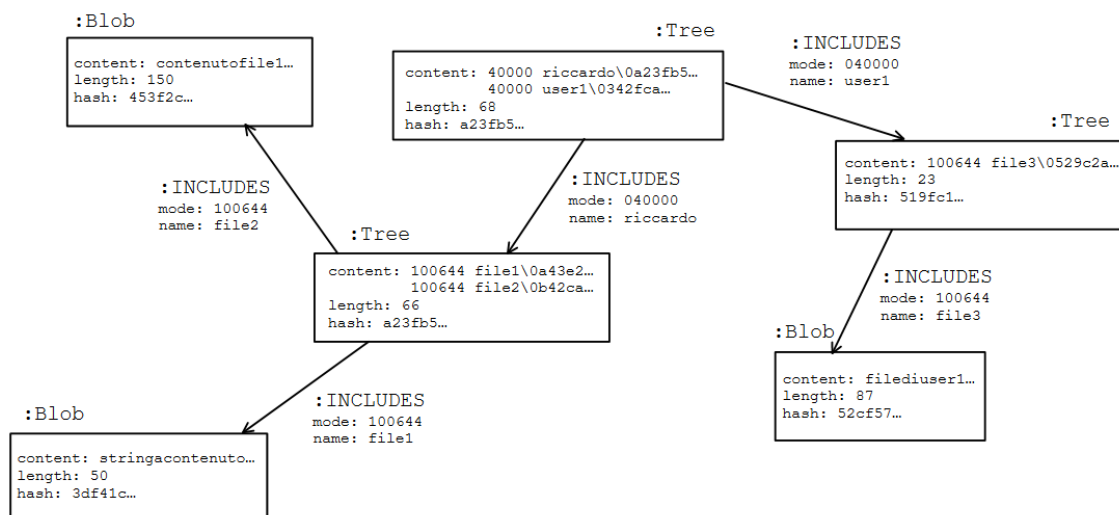 :Blob
content: contenutofile1…
length: 150
hash: 453f2c…
:Tree
content: 40000 riccardo\0a23fb5…
40000 user1\0342fca…
length: 68
hash: a23fb5…
:INCLUDES
mode: 040000
name: user1
:Tree
content: 100644 file3\0529c2a…
length: 23
hash: 519fc1…
:INCLUDES
mode: 100644
name: file2
:INCLUDES
mode: 040000
name: riccardo
:Tree
content: 100644 file1\0a43e2…
100644 file2\0b42ca…
length: 66
hash: a23fb5…
:INCLUDES
mode: 100644
name: file3
:Blob
content: filediuser1…
length: 87
hash: 52cf57…
:INCLUDES
mode: 100644
name: file1
:Blob
content: stringacontenuto…
length: 50
hash: 3df41c…